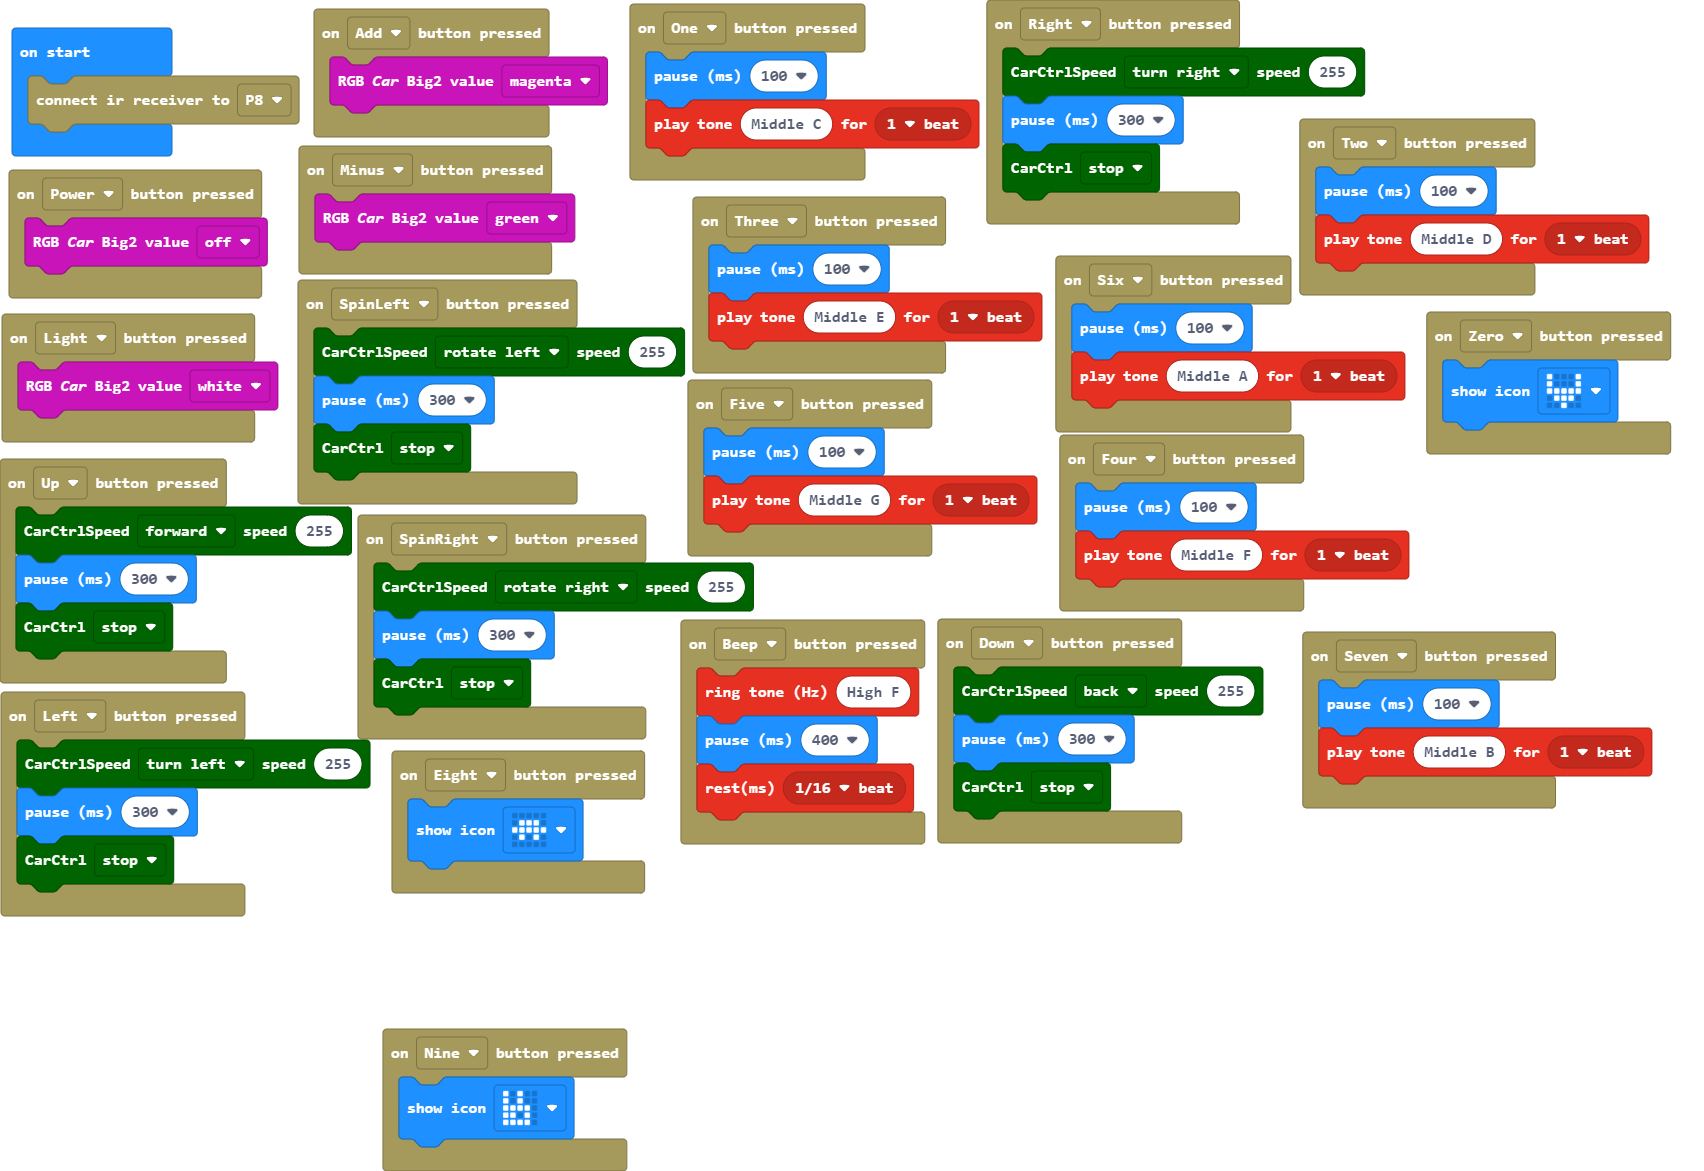 on start
connect ir receiver to P8
on Power button pressed
RGB Car Big2 value off
on Light button pressed
RGB Car Big2 value white
on Up button pressed
CarCtrlSpeed forward speed 255
pause (ms) 300
CarCtrl stop
on Left button pressed
CarCtrlSpeed turn left speed 255
pause (ms) 300
CarCtrl stop
on Add button pressed
RGB Car Big2 value magenta
on Minus button pressed
RGB Car Big2 value green
on SpinLeft button pressed
CarCtrlSpeed rotate left speed 255
pause (ms) 300
CarCtrl stop
on SpinRight button pressed
CarCtrlSpeed rotate right speed 255
pause (ms) 300
CarCtrl stop
on Eight button pressed
show icon
on Nine button pressed
show icon
on One button pressed
pause (ms) 100
play tone Middle C for 1 beat
on Three button pressed
pause (ms) 100
play tone Middle E for 1 beat
on Five button pressed
pause (ms) 100
play tone Middle G for 1 beat
on Beep button pressed
ring tone (Hz) High F
pause (ms) 400
rest(ms) 1/16 beat
on Right button pressed
CarCtrlSpeed turn right speed 255
pause (ms) 300
CarCtrl stop
on Six button pressed
pause (ms) 100
play tone Middle A for 1 beat
on Four button pressed
pause (ms) 100
play tone Middle F for 1 beat
on Down button pressed
CarCtrlSpeed back speed 255
pause (ms) 300
CarCtrl stop
on Two button pressed
pause (ms) 100
play tone Middle D for 1 beat
on Zero button pressed
show icon
on Seven button pressed
pause (ms) 100
play tone Middle B for 1 beat